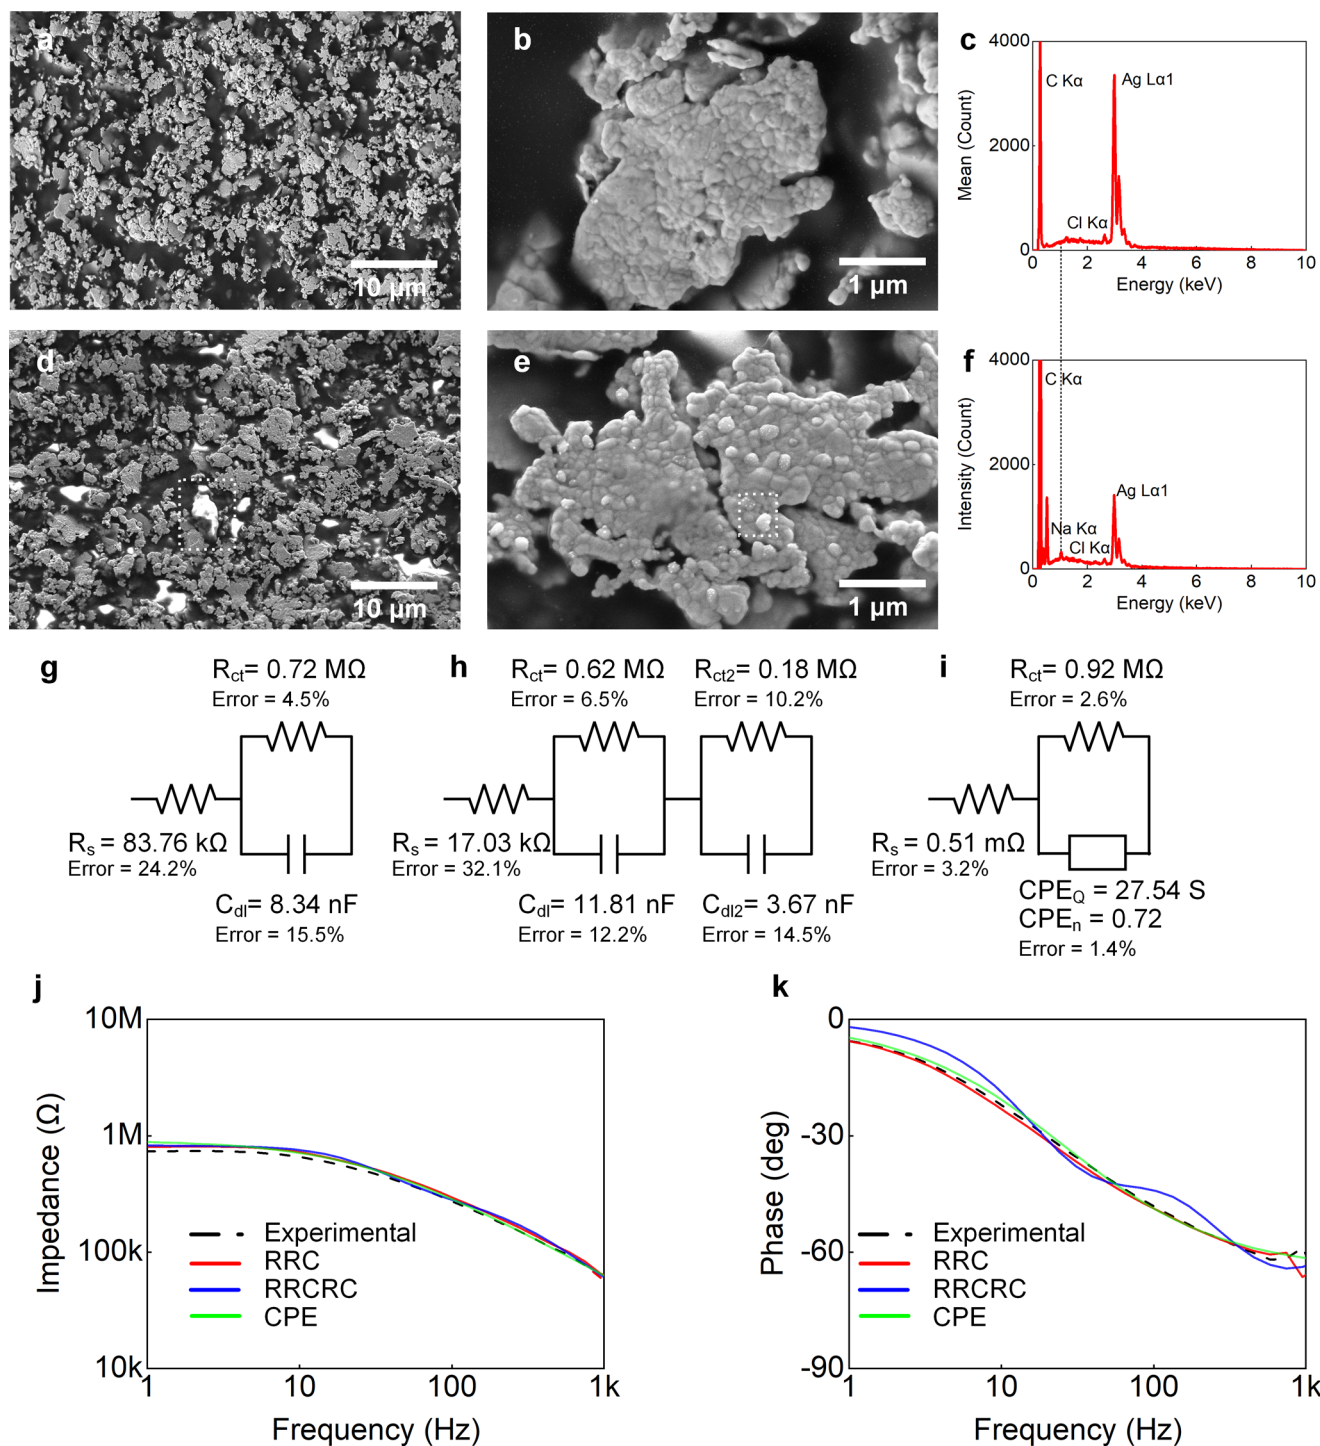 a
10 µm
b
1 µm
c
4000
2000
0
Mean (Count)
C Kα
Ag Lα1
Cl Kα
0 2 4 6 8 10
Energy (keV)
d
10 µm
e
1 µm
f
4000
2000
0
Intensity (Count)
C Kα
Ag Lα1
Na Kα
Cl Kα
0 2 4 6 8 10
Energy (keV)
g
Rct= 0.72 MΩ
Error = 4.5%
Rs = 83.76 kΩ
Error = 24.2%
Cdl= 8.34 nF
Error = 15.5%
h
Rct= 0.62 MΩ
Error = 6.5%
Rct2= 0.18 MΩ
Error = 10.2%
Rs = 17.03 kΩ
Error = 32.1%
Cdl= 11.81 nF
Error = 12.2%
Cdl2= 3.67 nF
Error = 14.5%
i
Rct= 0.92 MΩ
Error = 2.6%
Rs = 0.51 mΩ
Error = 3.2%
CPEQ = 27.54 S
CPEn = 0.72
Error = 1.4%
j
10M
1M
100k
10k
Impedance (Ω)
Experimental
RRC
RRCRC
CPE
1 10 100 1k
Frequency (Hz)
k
0
-30
-60
-90
Phase (deg)
Experimental
RRC
RRCRC
CPE
1 10 100 1k
Frequency (Hz)